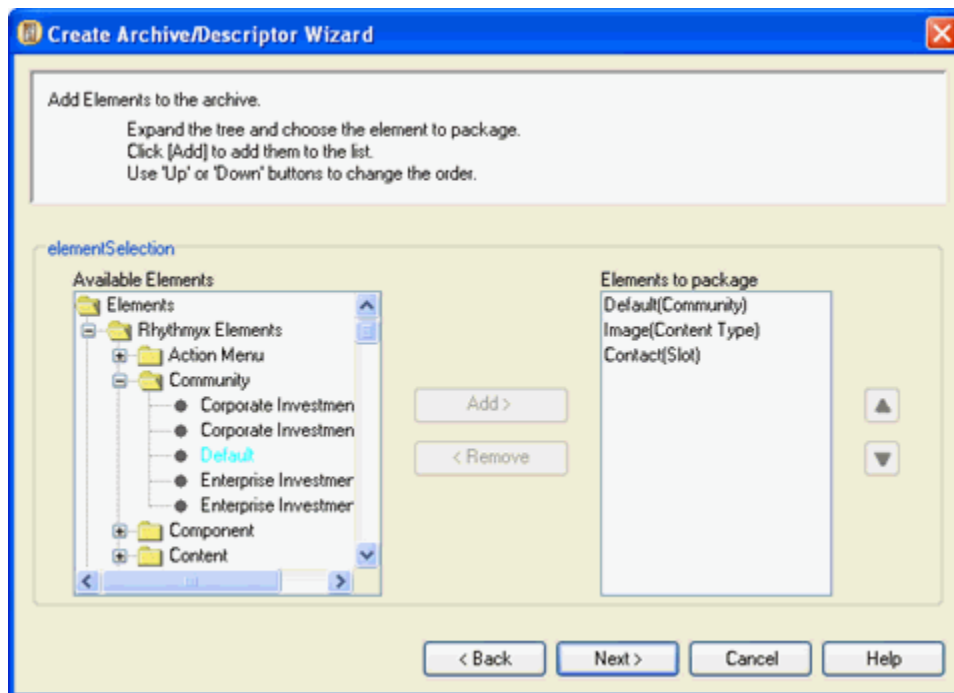 Create Archive/Descriptor Wizard
Add Elements to the archive.
Expand the tree and choose the element to package.
Click [Add] to add them to the list.
Use 'Up' or 'Down' buttons to change the order.
elementSelection
Available Elements
Elements
Rhythmyx Elements
Action Menu
Community
Corporate Investmen
Corporate Investmen
Default
Enterprise Investmer
Enterprise Investmer
Component
Content
Add >
< Remove
Elements to package
Default(Community)
Image(Content Type)
Contact(Slot)
< Back
Next >
Cancel
Help